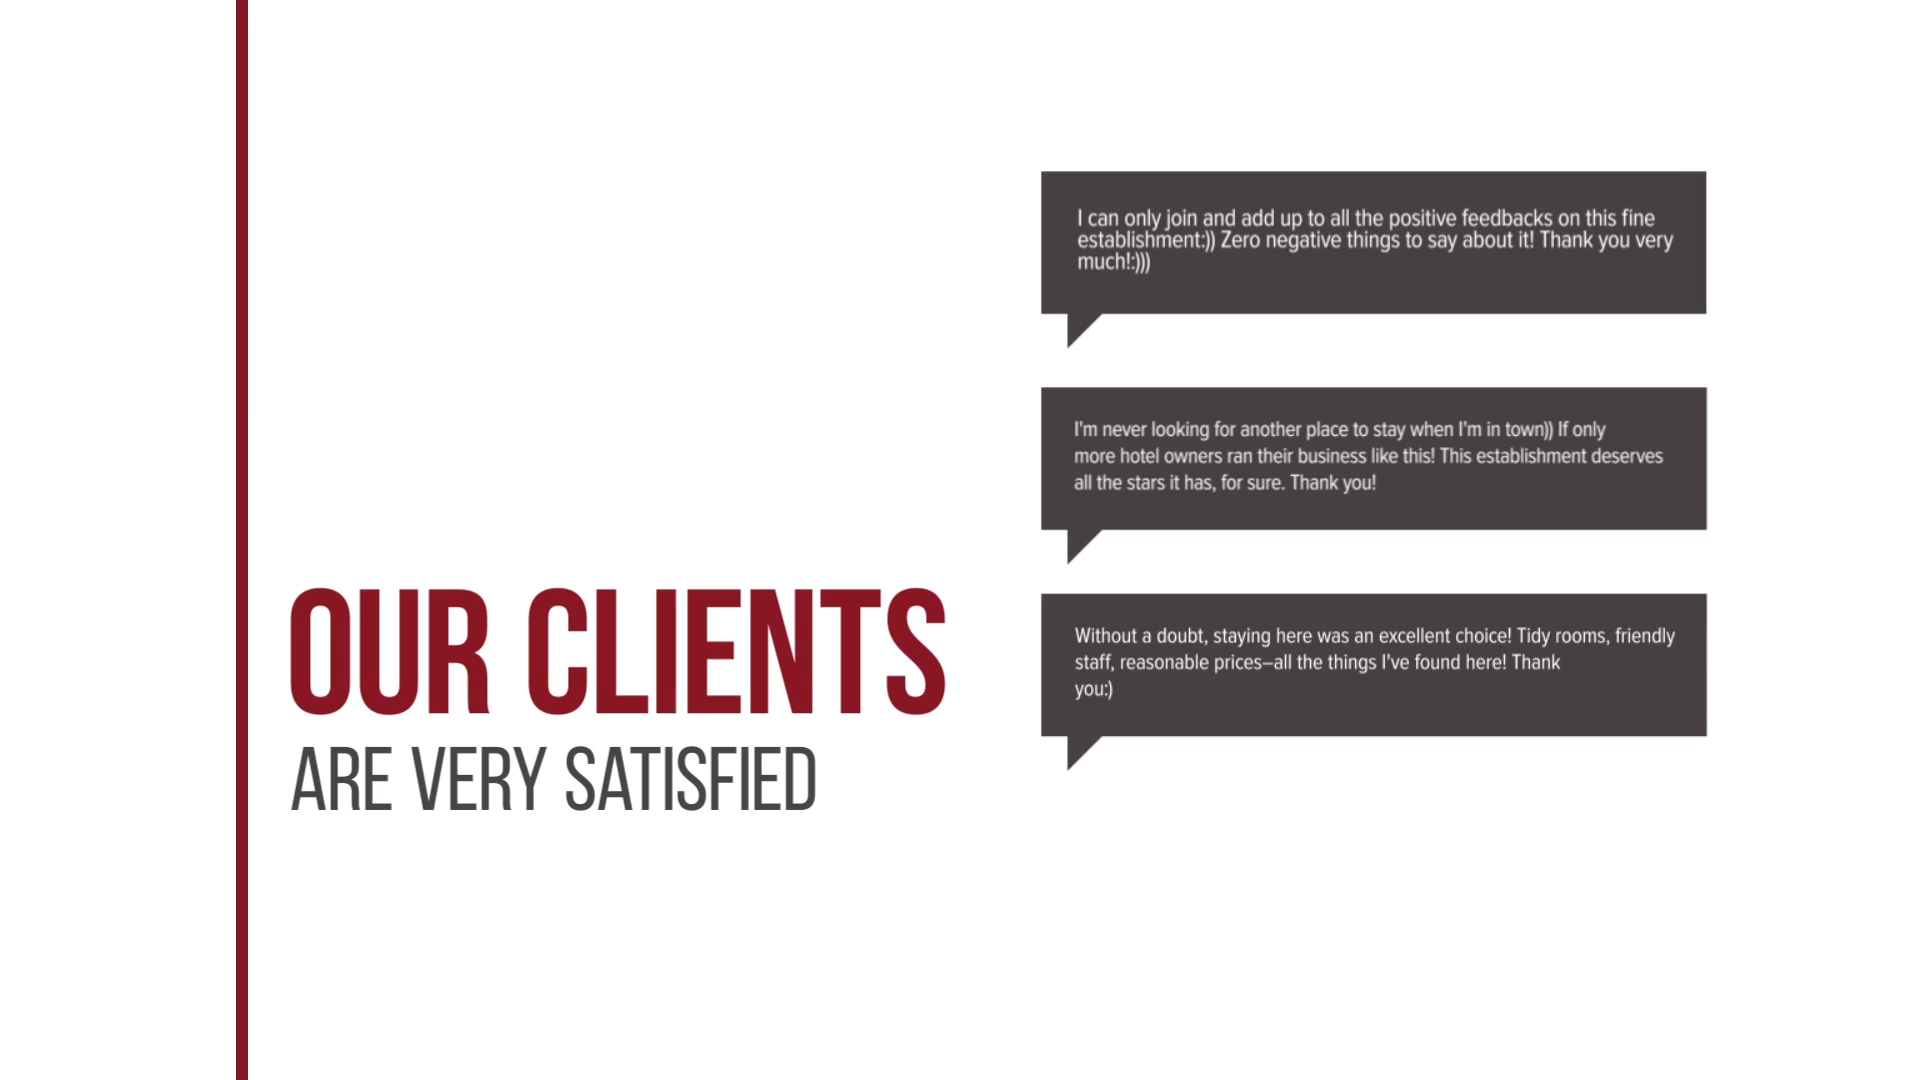 OUR CLIENTS
ARE VERY SATISFIED
I can only join and add up to all the positive feedbacks on this fine
establishment:)) Zero negative things to say about it! Thank you very
much!:)))
I'm never looking for another place to stay when I'm in town)) If only
more hotel owners ran their business like this! This establishment deserves
all the stars it has, for sure. Thank you!
Without a doubt, staying here was an excellent choice! Tidy rooms, friendly
staff, reasonable prices–all the things I've found here! Thank
you:)